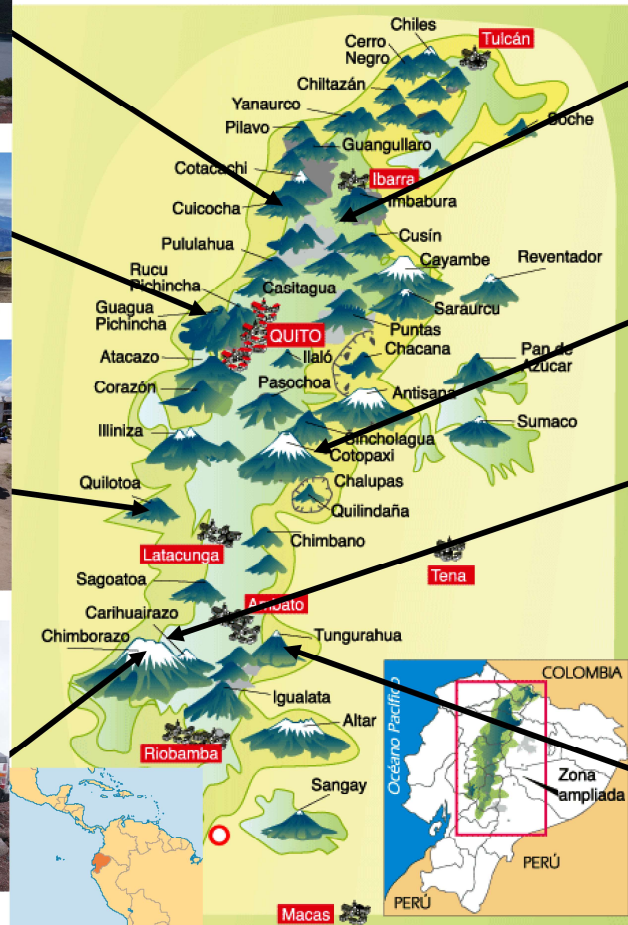 Chiles
Tulcán
Cerro
Negro
Chiltazán
Yanaurco
Pilavo
Soche
Guangullaro
Cotacachi
Ibarra
Imbabura
Cuicocha
Pululahua
Cusín
Cayambe
Reventador
Rucu
Pichincha
Casitagua
Saraurcu
Guagua
Pichincha
Puntas
QUITO
Chacana
Atacazo
Ilaló
Pan de
Azúcar
Corazón
Pasochoa
Antisana
Sumaco
Illiniza
Sincholagua
Cotopaxi
Quilotoa
Chalupas
Quilindaña
Chimbano
Latacunga
Tena
Sagoatoa
Ambato
Carihuairazo
Chimborazo
Tungurahua
Igualata
Altar
Riobamba
Sangay
Macas
Océano Pacífico
COLOMBIA
Zona
ampliada
PERÚ
PERÚ